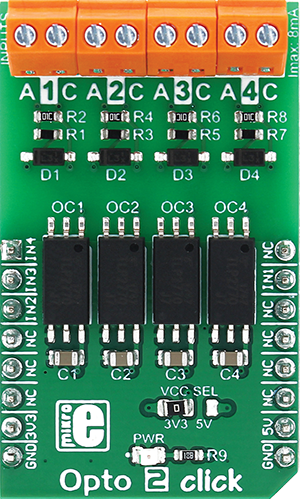 INPUTS
Imax: 8mA
A 1 C A 2 C A 3 C A 4 C
R2 R4 R6 R8
R1 R3 R5 R7
D1 D2 D3 D4
OC1 OC2 OC3 OC4
IN4
IN3
IN2
NC
NC
NC
3V3
GND
NC
IN1
NC
NC
NC
NC
5V
GND
C1 C2 C3 C4
VCC SEL
3V3 5V
PWR
R9
mikro e
Opto 2 click